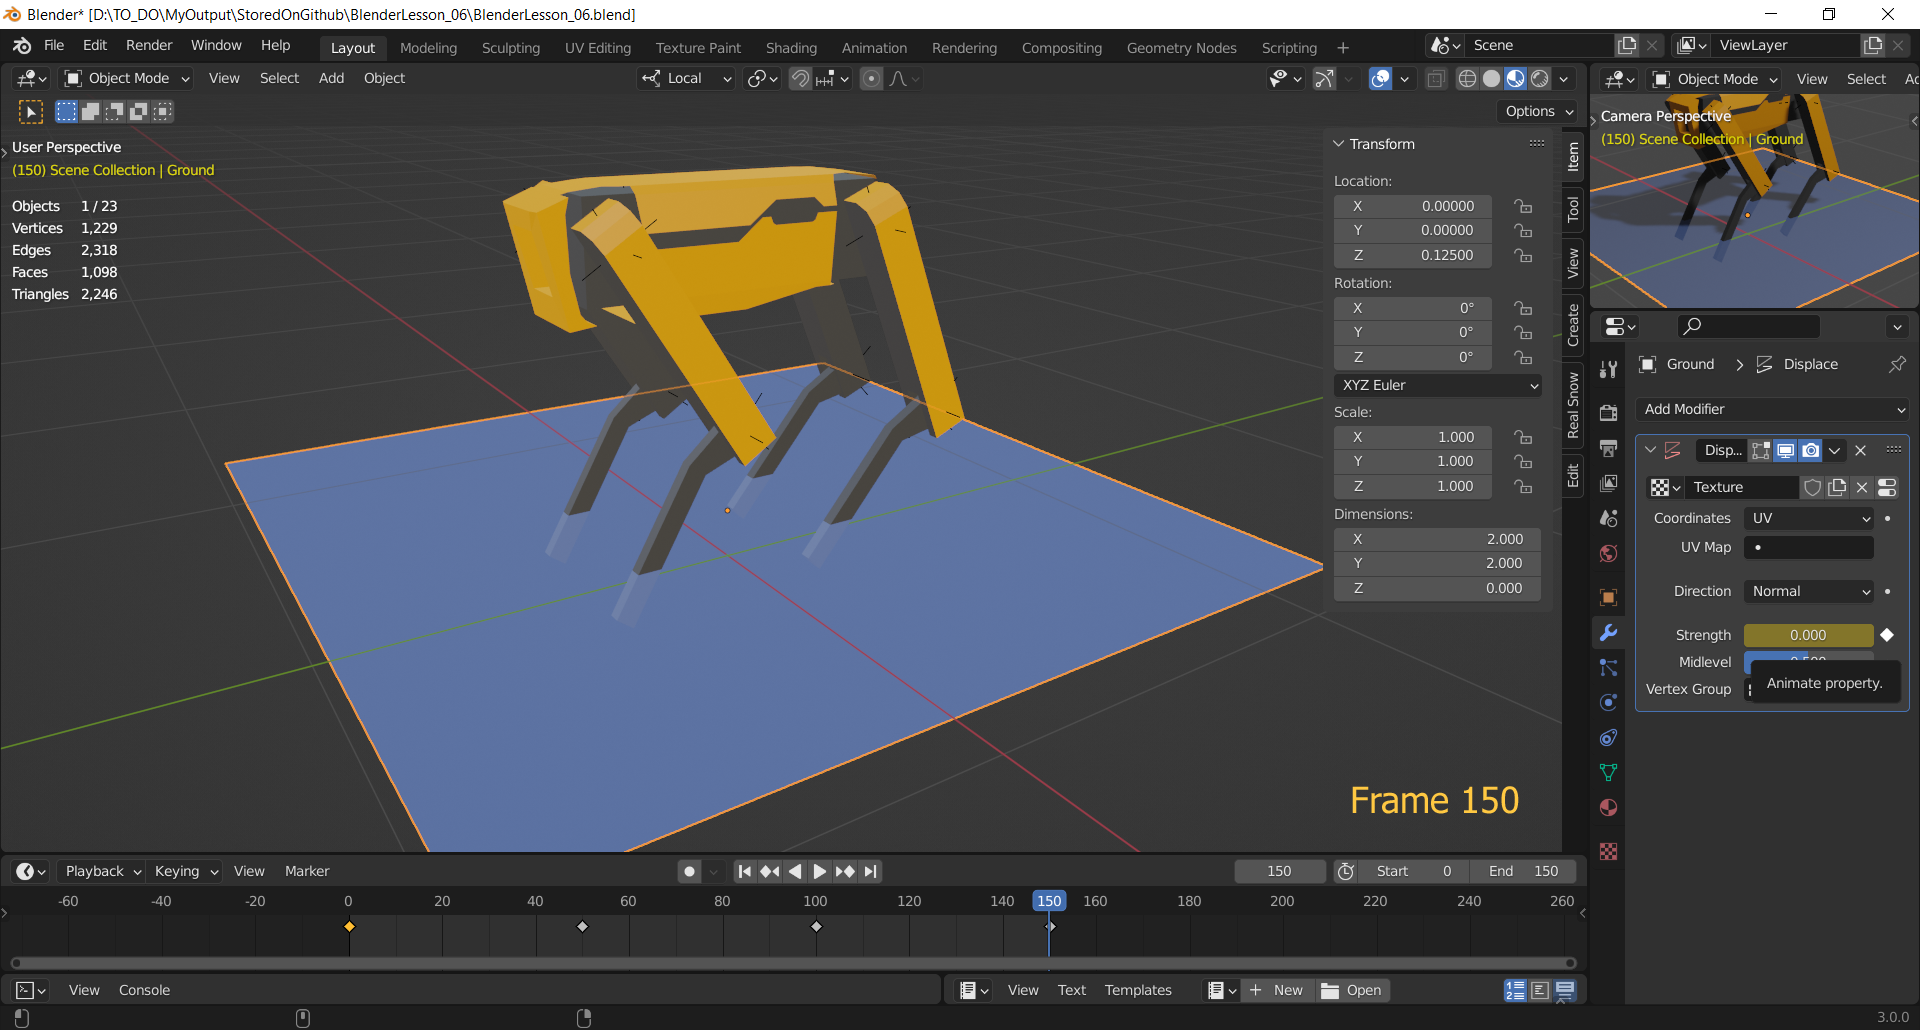 Blender* [D:\TO_DO\MyOutput\StoredOnGithub\BlenderLesson_06\BlenderLesson_06.blend]
File Edit Render Window Help Layout Modeling Sculpting UV Editing Texture Paint Shading Animation Rendering Compositing Geometry Nodes Scripting + Scene ViewLayer
Object Mode View Select Add Object Local
Object Mode View Select Ac
Options
User Perspective
(150) Scene Collection | Ground
Objects 1 / 23
Vertices 1,229
Edges 2,318
Faces 1,098
Triangles 2,246
Transform
Location:
X 0.00000
Y 0.00000
Z 0.12500
Rotation:
X 0°
Y 0°
Z 0°
XYZ Euler
Scale:
X 1.000
Y 1.000
Z 1.000
Dimensions:
X 2.000
Y 2.000
Z 0.000
Item
Tool
View
Create
Real Snow
Edit
Frame 150
Camera Perspective
(150) Scene Collection | Ground
Ground > Displace
Add Modifier
Disp...
Texture
Coordinates UV
UV Map
Direction Normal
Strength 0.000
Midlevel
Vertex Group
Animate property.
Playback Keying View Marker 150 Start 0 End 150
-60 -40 -20 0 20 40 60 80 100 120 140 150 160 180 200 220 240 260
View Console
View Text Templates New Open
3.0.0